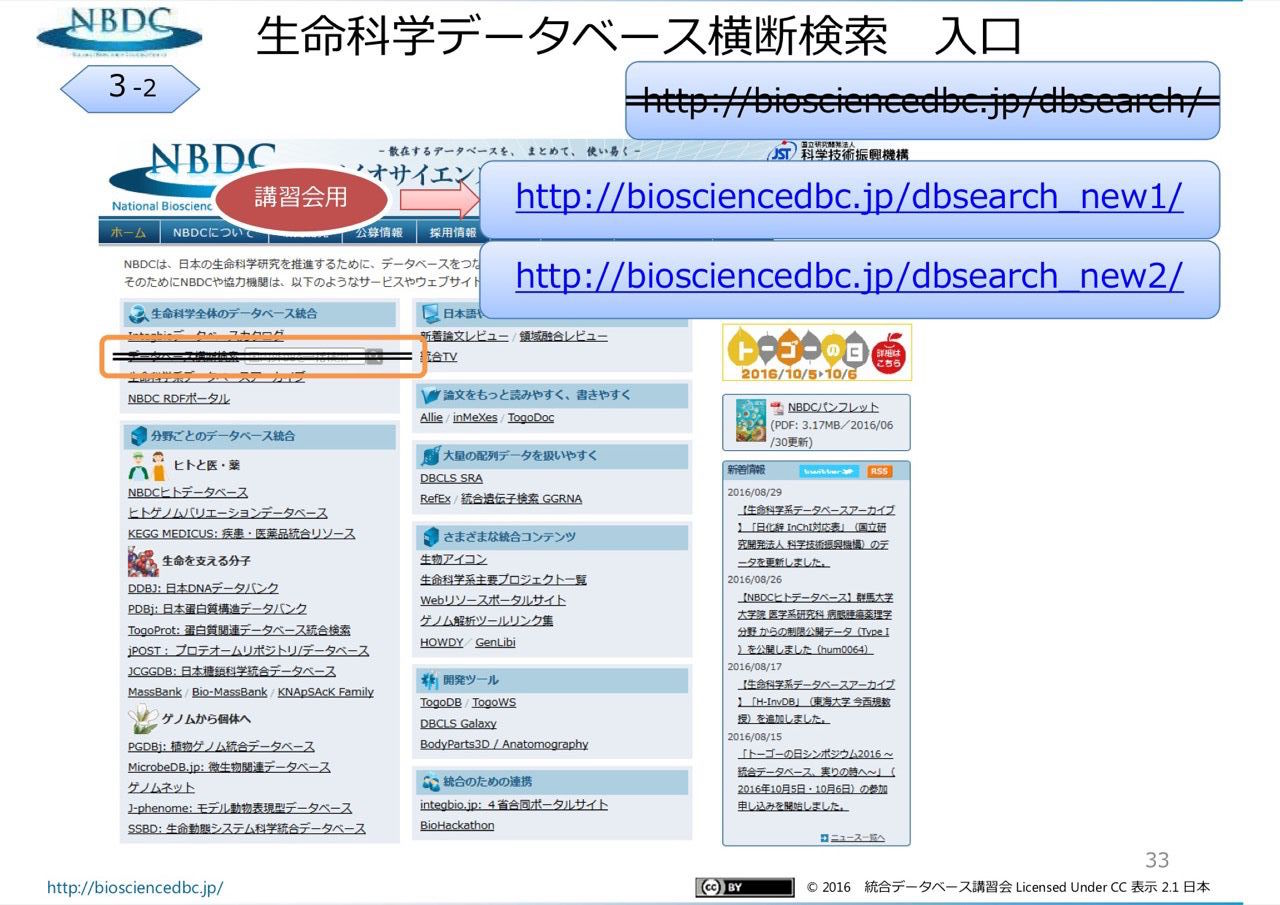 NBDC
生命科学データベース横断検索　入口
3-2
http://biosciencedbc.jp/dbsearch/
NBDC
－散在するデータベースを、まとめて、使い易く－
JST 国立研究開発法人 科学技術振興機構
National Bioscienc
講習会用
http://biosciencedbc.jp/dbsearch_new1/
http://biosciencedbc.jp/dbsearch_new2/
ホーム NBDCについて 公募情報 採用情報
NBDCは、日本の生命科学研究を推進するために、データベースをつな
そのためにNBDCや協力機関は、以下のようなサービスやウェブサイト
生命科学全体のデータベース統合
Integbioデータベースカタログ
データベース横断検索
生命科学系データベースアーカイブ
NBDC RDFポータル
分野ごとのデータベース統合
ヒトと医・薬
NBDCヒトデータベース
ヒトゲノムバリエーションデータベース
KEGG MEDICUS: 疾患・医薬品統合リソース
生命を支える分子
DDBJ: 日本DNAデータバンク
PDBj: 日本蛋白質構造データバンク
TogoProt: 蛋白質関連データベース統合検索
jPOST： プロテオームリポジトリ/データベース
JCGGDB: 日本糖鎖科学統合データベース
MassBank / Bio-MassBank / KNApSAcK Family
ゲノムから個体へ
PGDBj: 植物ゲノム統合データベース
MicrobeDB.jp: 微生物関連データベース
ゲノムネット
J-phenome: モデル動物表現型データベース
SSBD: 生命動態システム科学統合データベース
日本語
新着論文レビュー / 領域融合レビュー
統合TV
論文をもっと読みやすく、書きやすく
Allie / inMeXes / TogoDoc
大量の配列データを扱いやすく
DBCLS SRA
RefEx / 統合遺伝子検索 GGRNA
さまざまな統合コンテンツ
生物アイコン
生命科学系主要プロジェクト一覧
Webリソースポータルサイト
ゲノム解析ツールリンク集
HOWDY／ GenLibi
開発ツール
TogoDB / TogoWS
DBCLS Galaxy
BodyParts3D / Anatomography
統合のための連携
integbio.jp: ４省合同ポータルサイト
BioHackathon
トーゴーの日
2016/10/5▸10/6
詳細はこちら
NBDCパンフレット
(PDF: 3.17MB／2016/06
/30更新)
新着情報 twitter RSS
2016/08/29
【生命科学系データベースアーカイブ
】「日化辞 InChI対応表」（国立研
究開発法人 科学技術振興機構）のデ
ータを更新しました。
2016/08/26
【NBDCヒトデータベース】群馬大学
大学院 医学系研究科 病態腫瘍薬理学
分野 からの制限公開データ（Type I
）を公開しました（hum0064）
2016/08/17
【生命科学系データベースアーカイブ
】「H-InvDB」（東海大学 今西規教
授）を追加しました。
2016/08/15
「トーゴーの日シンポジウム2016 ～
統合データベース、実りの時へ～」（
2016年10月5日・10月6日）の参加
申し込みを開始しました。
ニュース一覧へ
33
http://biosciencedbc.jp/
CC BY
© 2016　統合データベース講習会 Licensed Under CC 表示 2.1 日本